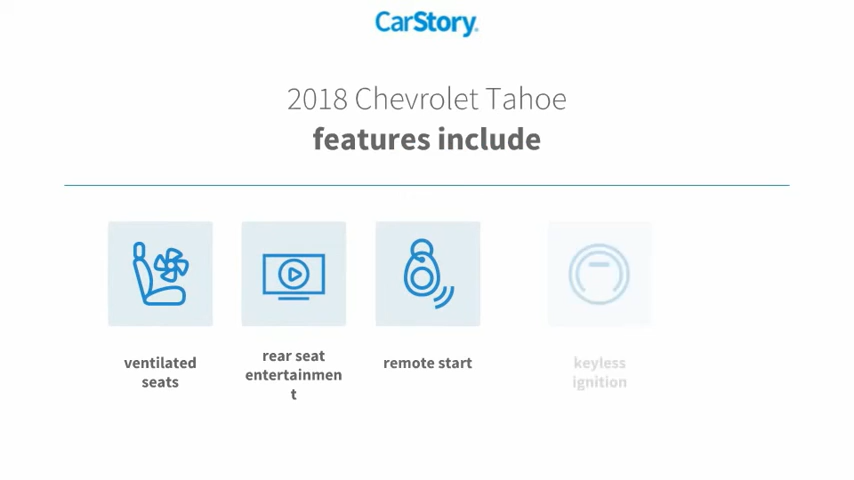 CarStory.
2018 Chevrolet Tahoe
features include
ventilated
seats
rear seat
entertainmen
t
remote start
keyless
ignition